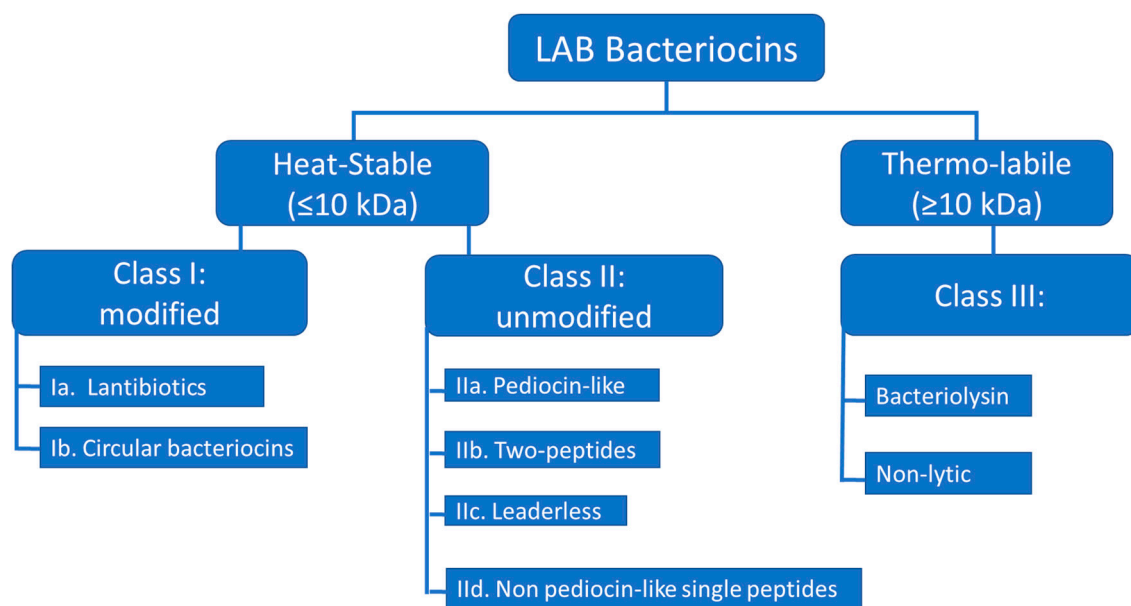 LAB Bacteriocins
Heat-Stable
(≤10 kDa)
Thermo-labile
(≥10 kDa)
Class I:
modified
Class II:
unmodified
Class III:
Ia. Lantibiotics
Ib. Circular bacteriocins
IIa. Pediocin-like
IIb. Two-peptides
IIc. Leaderless
IId. Non pediocin-like single peptides
Bacteriolysin
Non-lytic